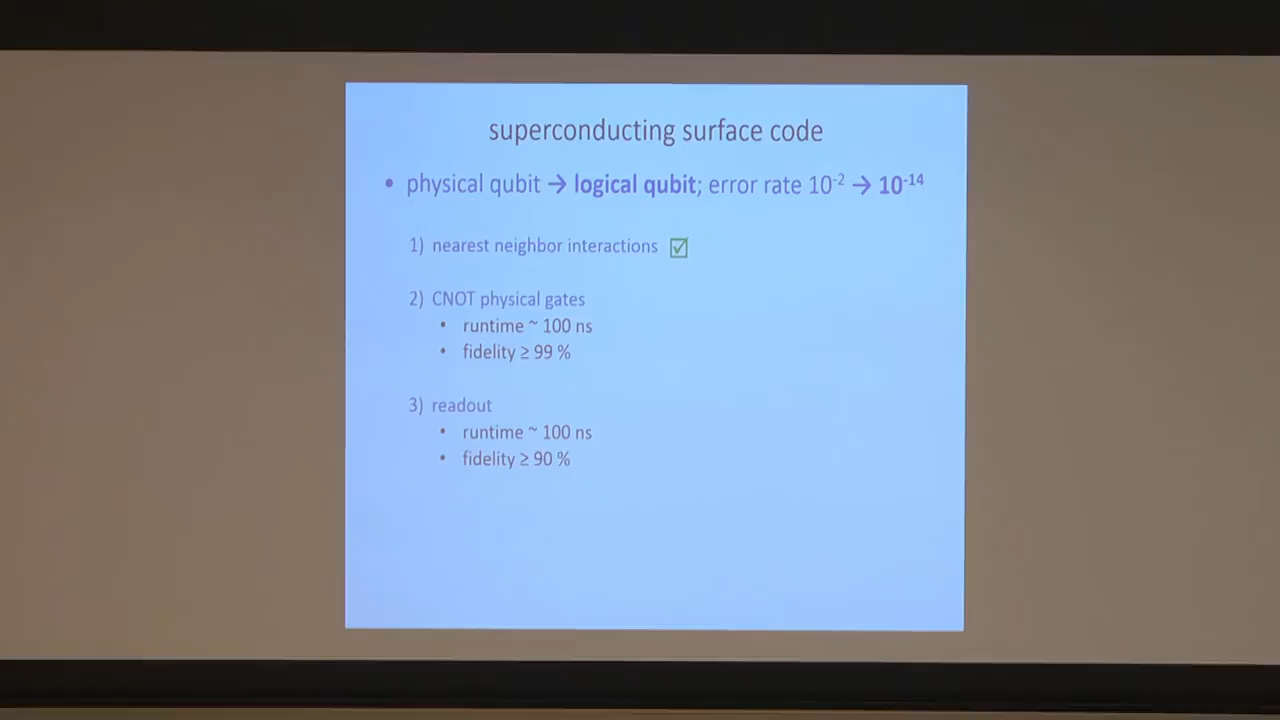 superconducting surface code
• physical qubit → logical qubit; error rate 10⁻² → 10⁻¹⁴
1) nearest neighbor interactions ☑
2) CNOT physical gates
• runtime ~ 100 ns
• fidelity ≥ 99 %
3) readout
• runtime ~ 100 ns
• fidelity ≥ 90 %